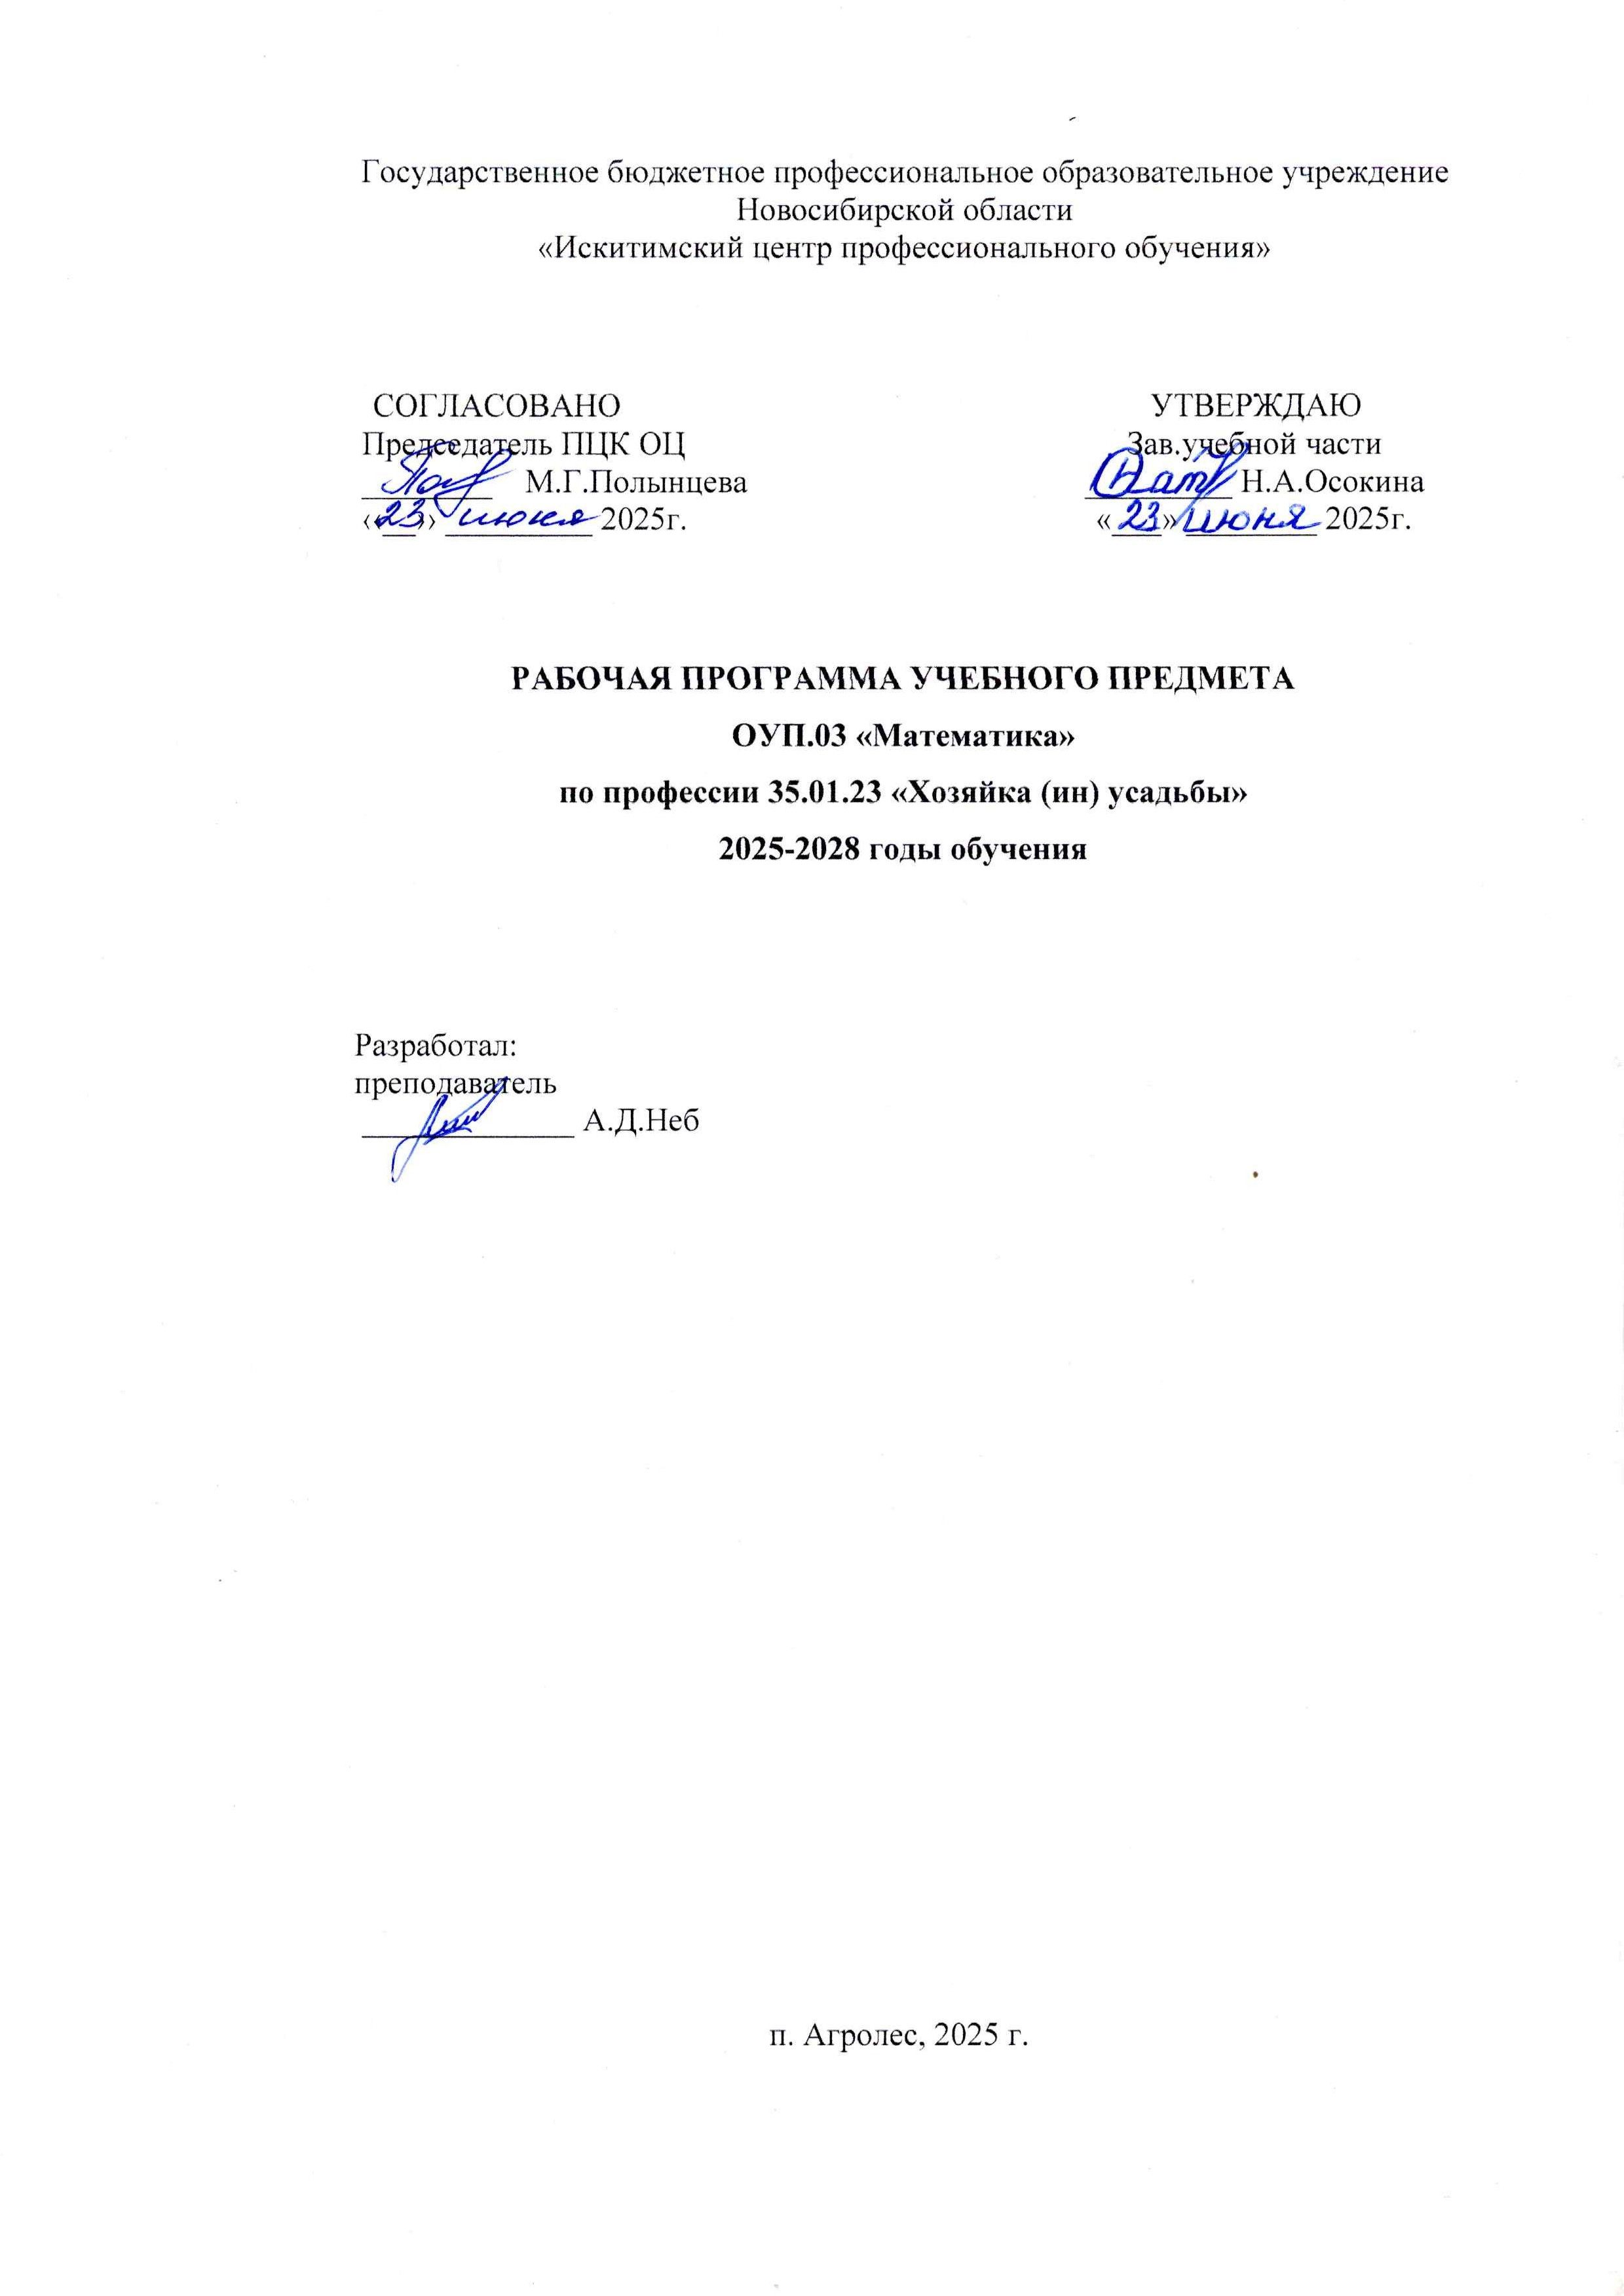 Государственное бюджетное профессиональное образовательное учреждение
Новосибирской области
«Искитимский центр профессионального обучения»
СОГЛАСОВАНО УТВЕРЖДАЮ
Председатель ПЦК ОЦ Зав.учебной части
М.Г.Полынцева Н.А.Осокина
«23» июня 2025г. «23» июня 2025г.
РАБОЧАЯ ПРОГРАММА УЧЕБНОГО ПРЕДМЕТА
ОУП.03 «Математика»
по профессии 35.01.23 «Хозяйка (ин) усадьбы»
2025-2028 годы обучения
Разработал:
преподаватель
А.Д.Неб
п. Агролес, 2025 г.